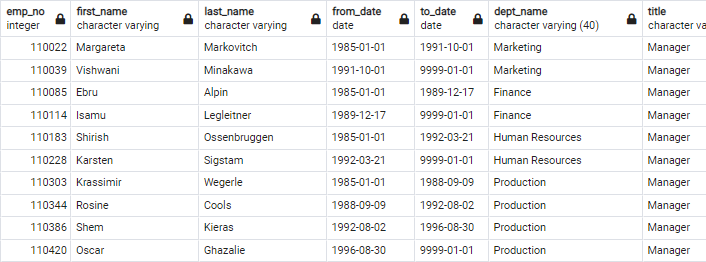 emp_no first_name last_name from_date to_date dept_name title
integer character varying character varying date date character varying (40) character va
110022 Margareta Markovitch 1985-01-01 1991-10-01 Marketing Manager
110039 Vishwani Minakawa 1991-10-01 9999-01-01 Marketing Manager
110085 Ebru Alpin 1985-01-01 1989-12-17 Finance Manager
110114 Isamu Legleitner 1989-12-17 9999-01-01 Finance Manager
110183 Shirish Ossenbruggen 1985-01-01 1992-03-21 Human Resources Manager
110228 Karsten Sigstam 1992-03-21 9999-01-01 Human Resources Manager
110303 Krassimir Wegerle 1985-01-01 1988-09-09 Production Manager
110344 Rosine Cools 1988-09-09 1992-08-02 Production Manager
110386 Shem Kieras 1992-08-02 1996-08-30 Production Manager
110420 Oscar Ghazalie 1996-08-30 9999-01-01 Production Manager